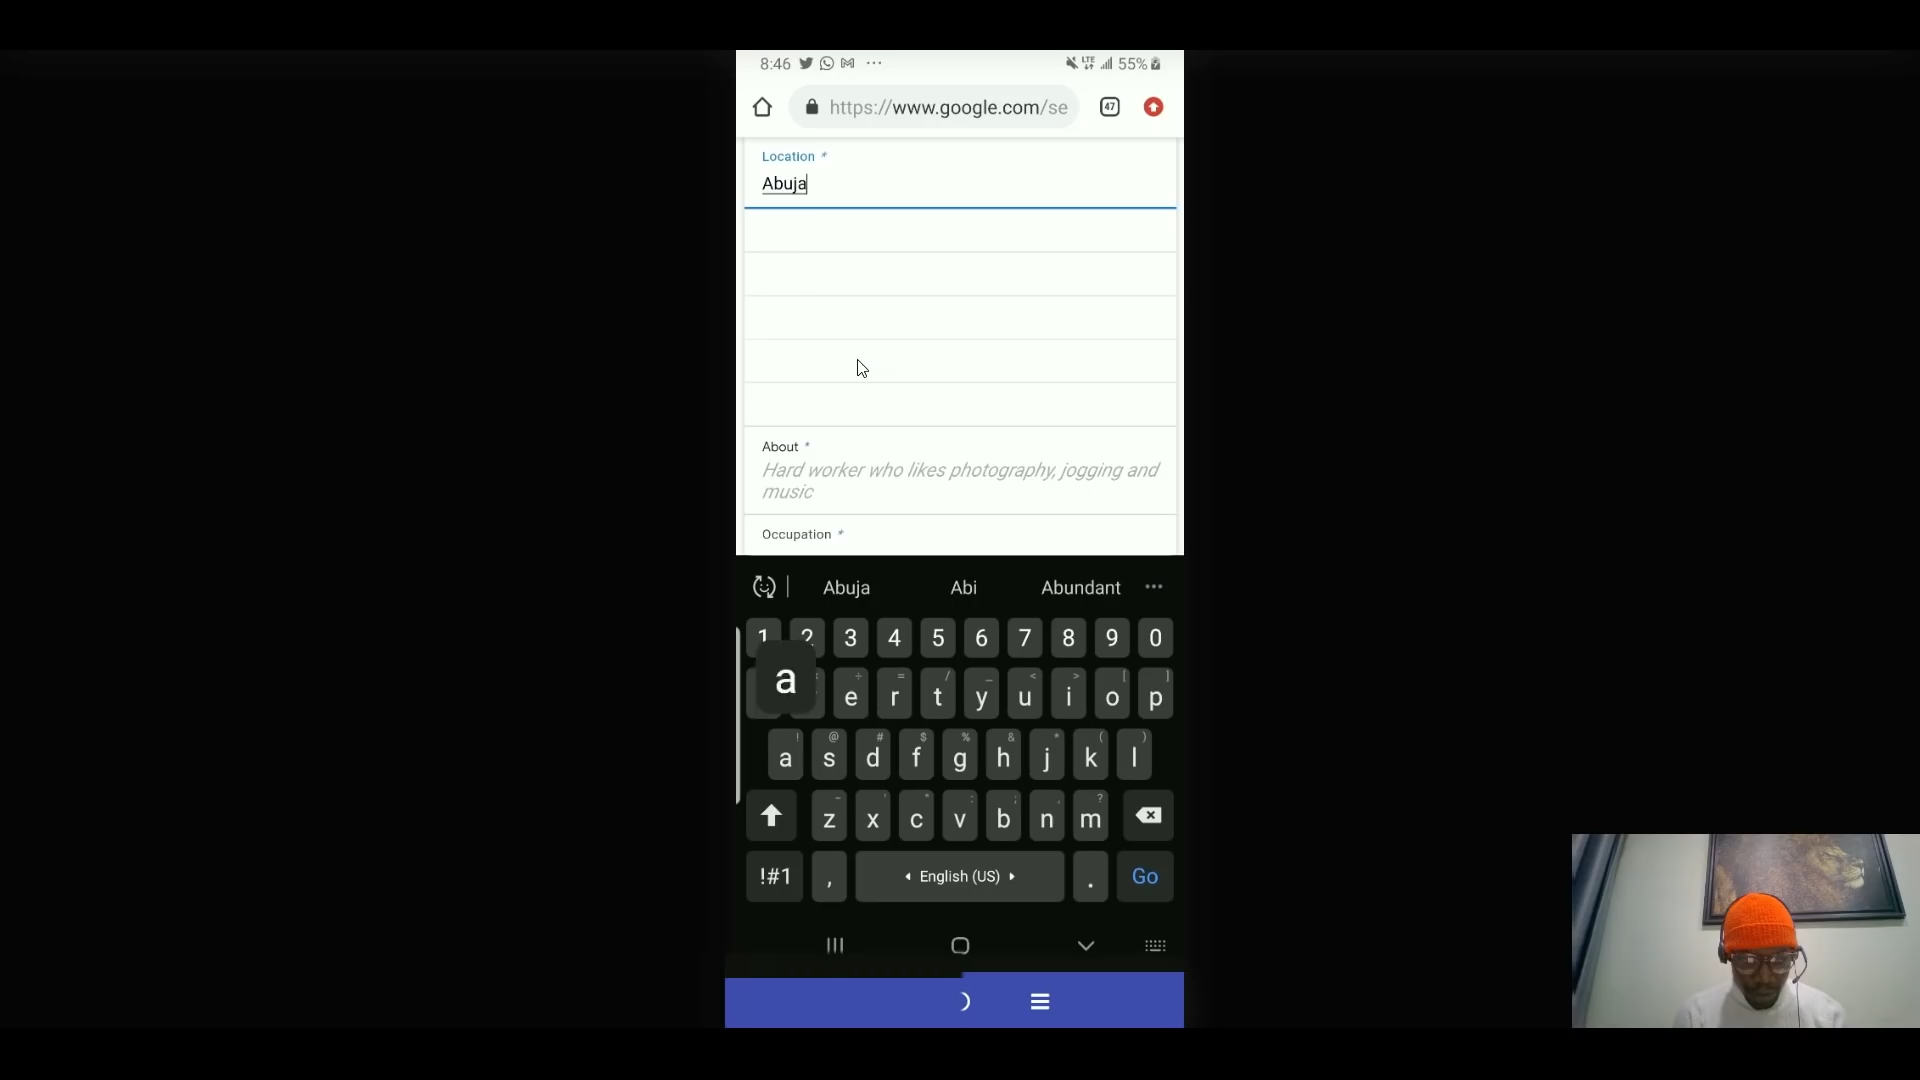 8:46 ... LTE 55%
https://www.google.com/se 47
Location *
Abuja
About *
Hard worker who likes photography, jogging and
music
Occupation *
Abuja Abi Abundant ...
1 2 3 4 5 6 7 8 9 0
a
e r t y u i o p
a s d f g h j k l
z x c v b n m
!#1 , English (US) . Go